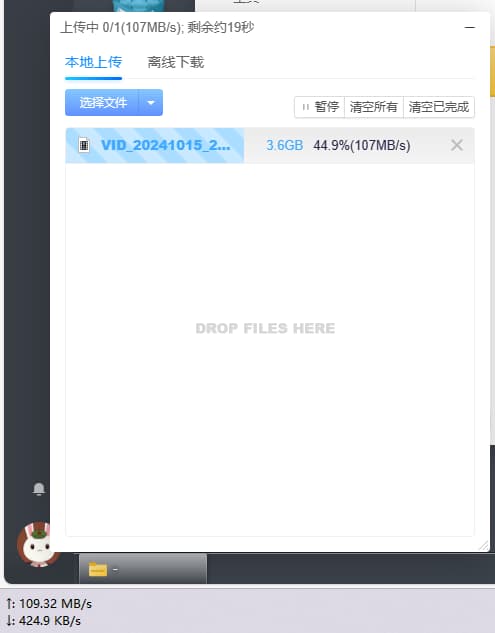 上传中 0/1(107MB/s); 剩余约19秒
本地上传 离线下载
选择文件
暂停 清空所有 清空已完成
VID_20241015_2... 3.6GB 44.9%(107MB/s)
DROP FILES HERE
-
↑: 109.32 MB/s
↓: 424.9 KB/s